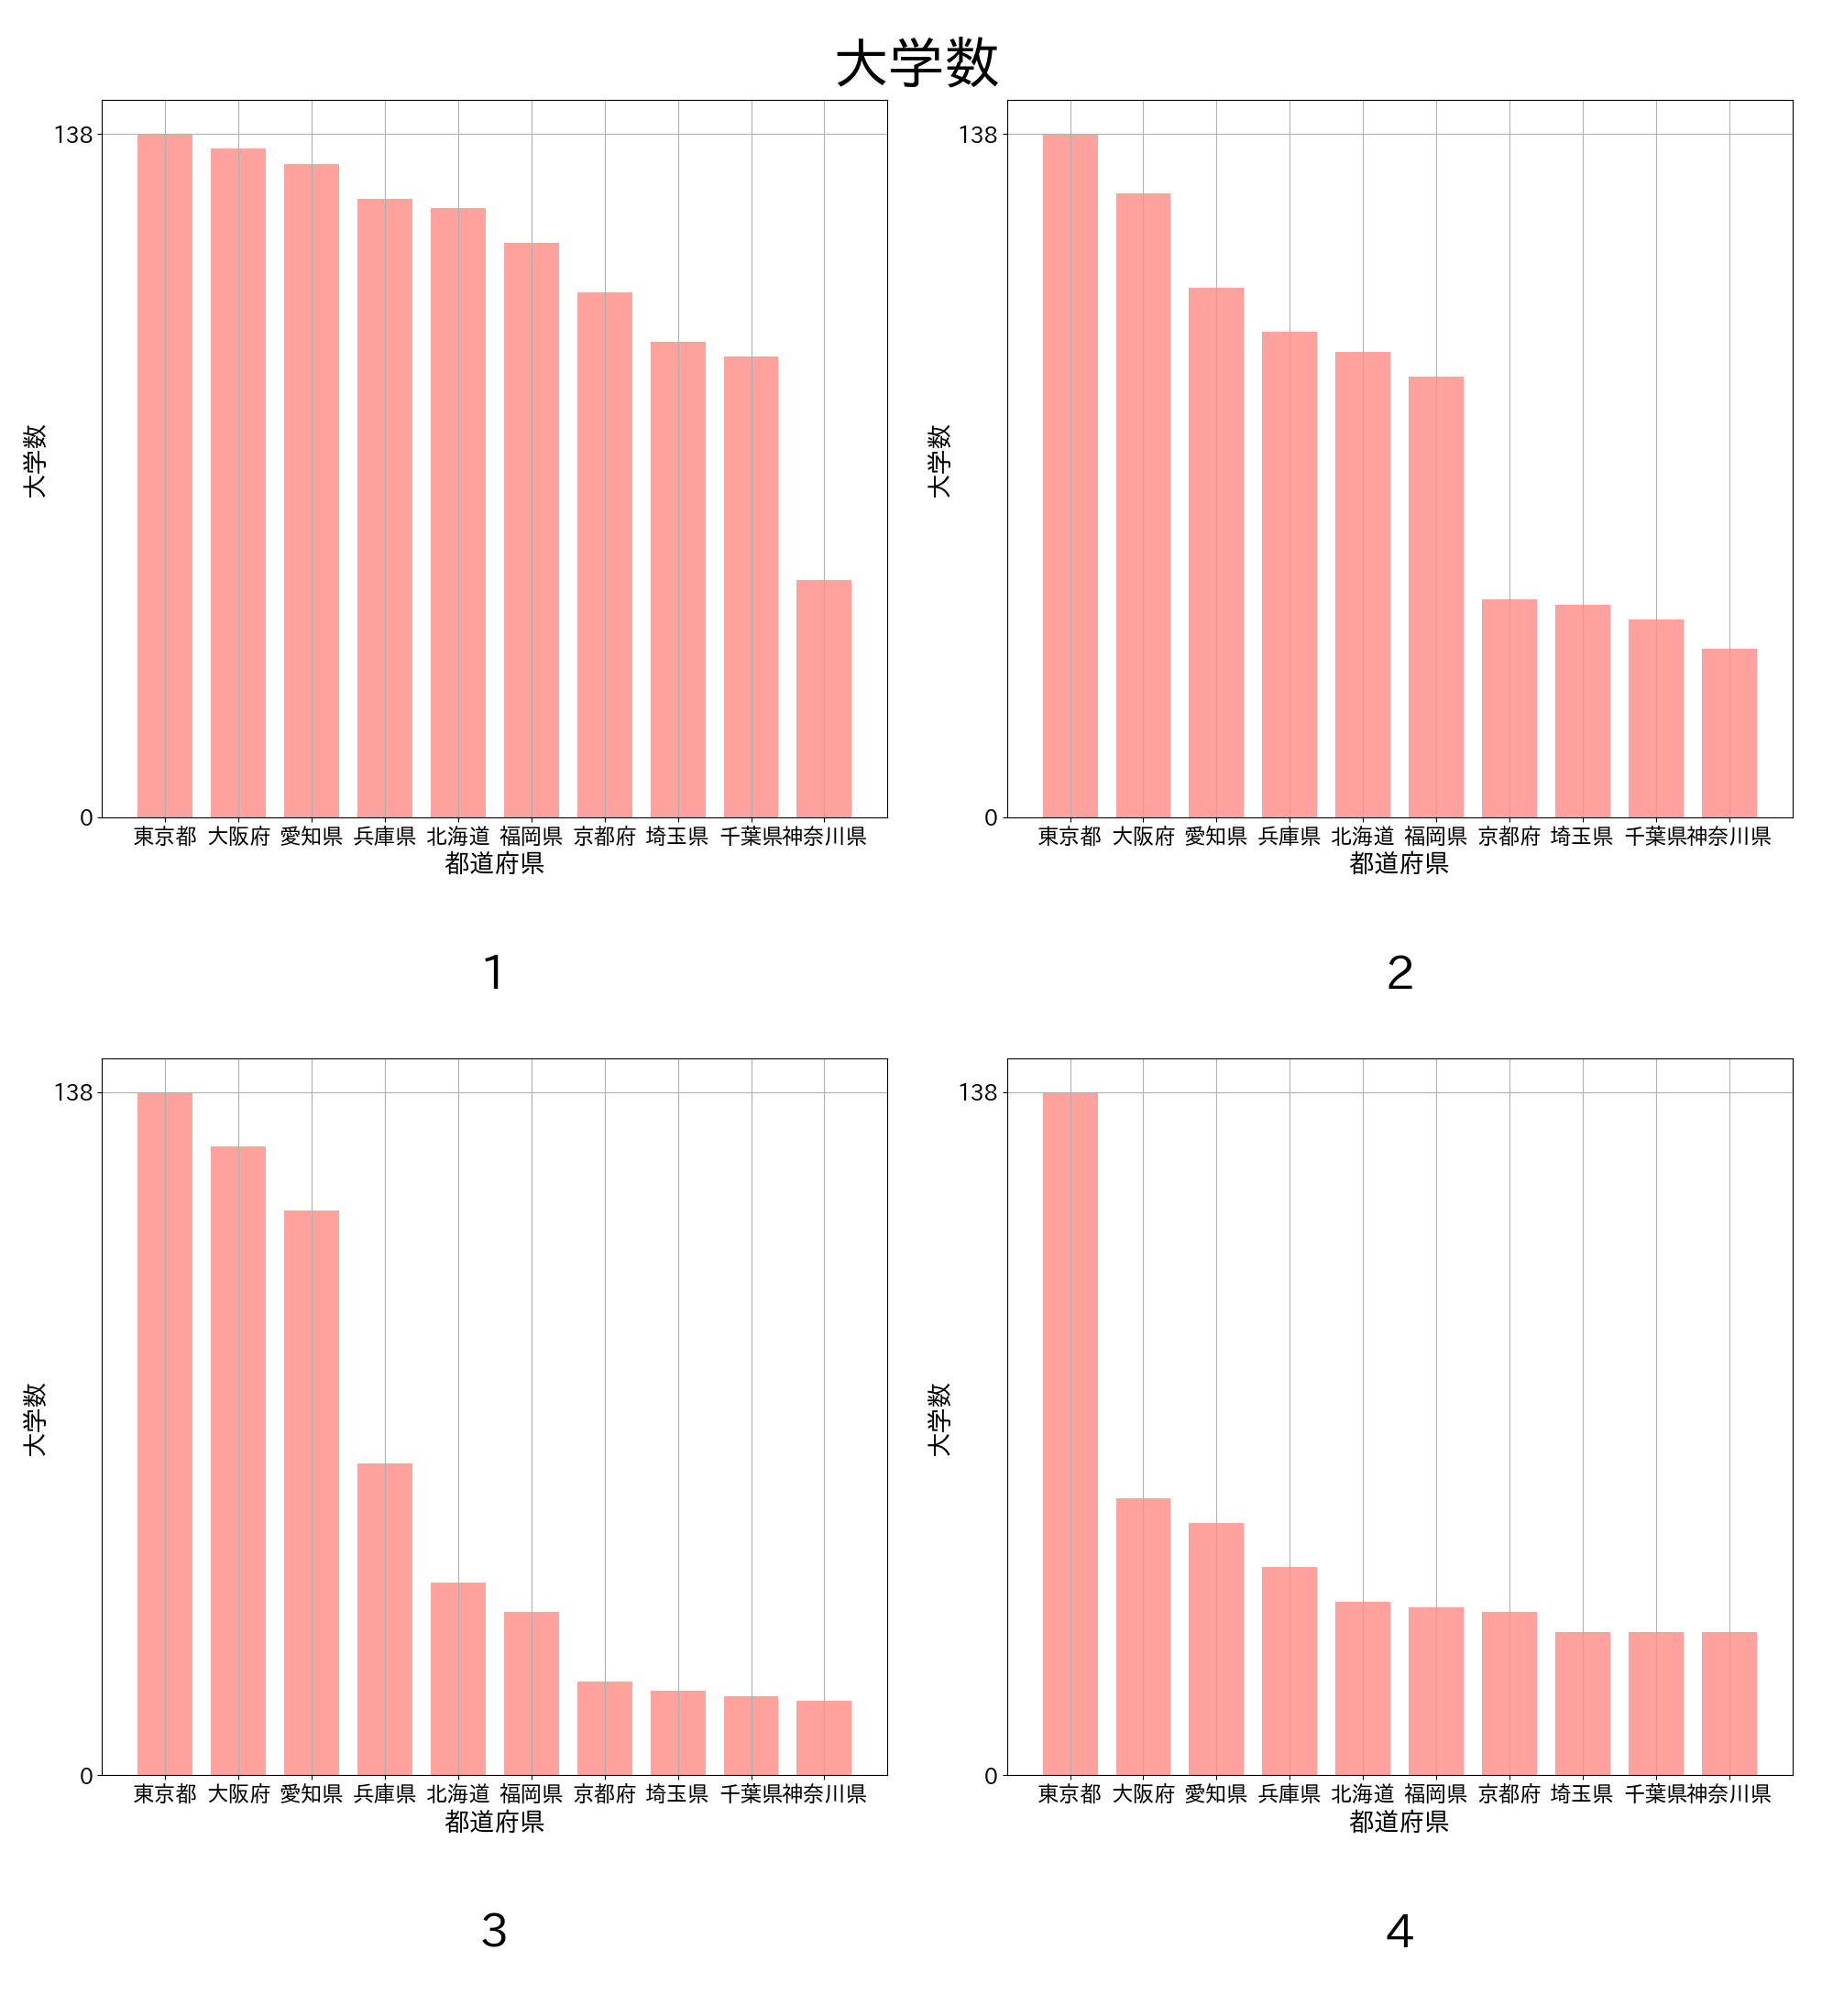 大学数
138
0
大学数
東京都 大阪府 愛知県 兵庫県 北海道 福岡県 京都府 埼玉県 千葉県 神奈川県
都道府県
1
138
0
大学数
東京都 大阪府 愛知県 兵庫県 北海道 福岡県 京都府 埼玉県 千葉県 神奈川県
都道府県
2
138
0
大学数
東京都 大阪府 愛知県 兵庫県 北海道 福岡県 京都府 埼玉県 千葉県 神奈川県
都道府県
3
138
0
大学数
東京都 大阪府 愛知県 兵庫県 北海道 福岡県 京都府 埼玉県 千葉県 神奈川県
都道府県
4